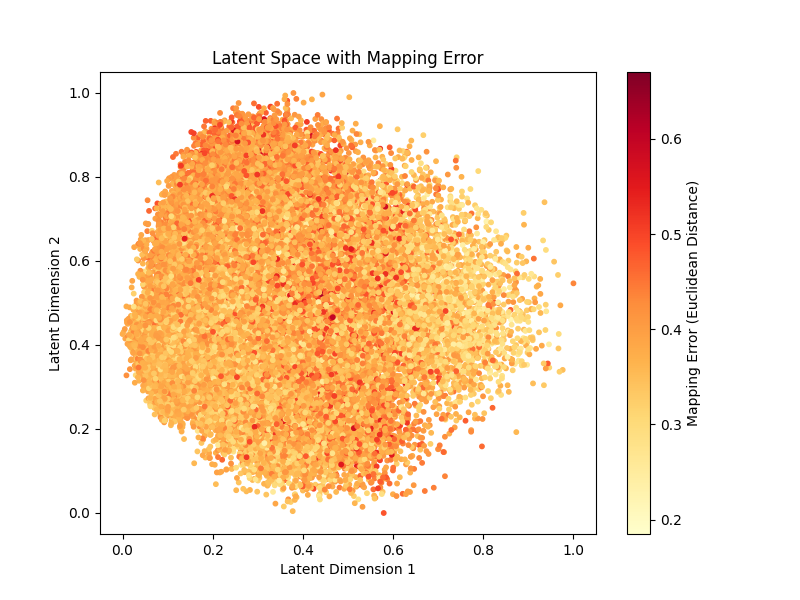 Latent Space with Mapping Error
1.0
0.8
0.6
0.4
0.2
0.0
Latent Dimension 2
0.0 0.2 0.4 0.6 0.8 1.0
Latent Dimension 1
0.6
0.5
0.4
0.3
0.2
Mapping Error (Euclidean Distance)